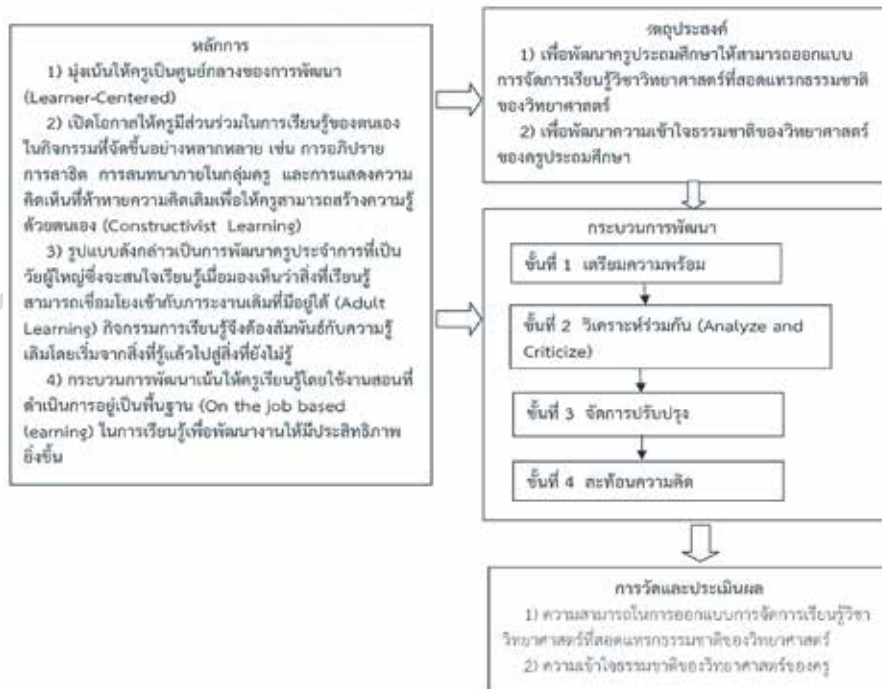 หลักการ
1) มุ่งเน้นให้ครูเป็นศูนย์กลางของการพัฒนา
(Learner-Centered)
2) เปิดโอกาสให้ครูมีส่วนร่วมในการเรียนรู้ของตนเอง
ในกิจกรรมที่จัดขึ้นอย่างหลากหลาย เช่น การอภิปราย
การสาธิต การสนทนาภายในกลุ่มครู และการแสดงความ
คิดเห็นที่ท้าทายความคิดเดิมเพื่อให้ครูสามารถสร้างความรู้
ด้วยตนเอง (Constructivist Learning)
3) รูปแบบดังกล่าวเป็นการพัฒนาครูประจำการที่เป็น
วัยผู้ใหญ่ซึ่งจะสนใจเรียนรู้เมื่อมองเห็นว่าสิ่งที่เรียนรู้
สามารถเชื่อมโยงเข้ากับภาระงานเดิมที่มีอยู่ได้ (Adult
Learning) กิจกรรมการเรียนรู้จึงต้องสัมพันธ์กับความรู้
เดิมโดยเริ่มจากสิ่งที่รู้แล้วไปสู่สิ่งที่ยังไม่รู้
4) กระบวนการพัฒนาเน้นให้ครูเรียนรู้โดยใช้งานสอนที่
ดำเนินการอยู่เป็นพื้นฐาน (On the job based
learning) ในการเรียนรู้เพื่อพัฒนางานให้มีประสิทธิภาพ
ยิ่งขึ้น
วัตถุประสงค์
1) เพื่อพัฒนาครูประถมศึกษาให้สามารถออกแบบ
การจัดการเรียนรู้วิชาวิทยาศาสตร์ที่สอดแทรกธรรมชาติ
ของวิทยาศาสตร์
2) เพื่อพัฒนาความเข้าใจธรรมชาติของวิทยาศาสตร์
ของครูประถมศึกษา
กระบวนการพัฒนา
ขั้นที่ 1 เตรียมความพร้อม
ขั้นที่ 2 วิเคราะห์ร่วมกัน (Analyze and
Criticize)
ขั้นที่ 3 จัดการปรับปรุง
ขั้นที่ 4 สะท้อนความคิด
การวัดและประเมินผล
1) ความสามารถในการออกแบบการจัดการเรียนรู้วิชา
วิทยาศาสตร์ที่สอดแทรกธรรมชาติของวิทยาศาสตร์
2) ความเข้าใจธรรมชาติของวิทยาศาสตร์ของครู